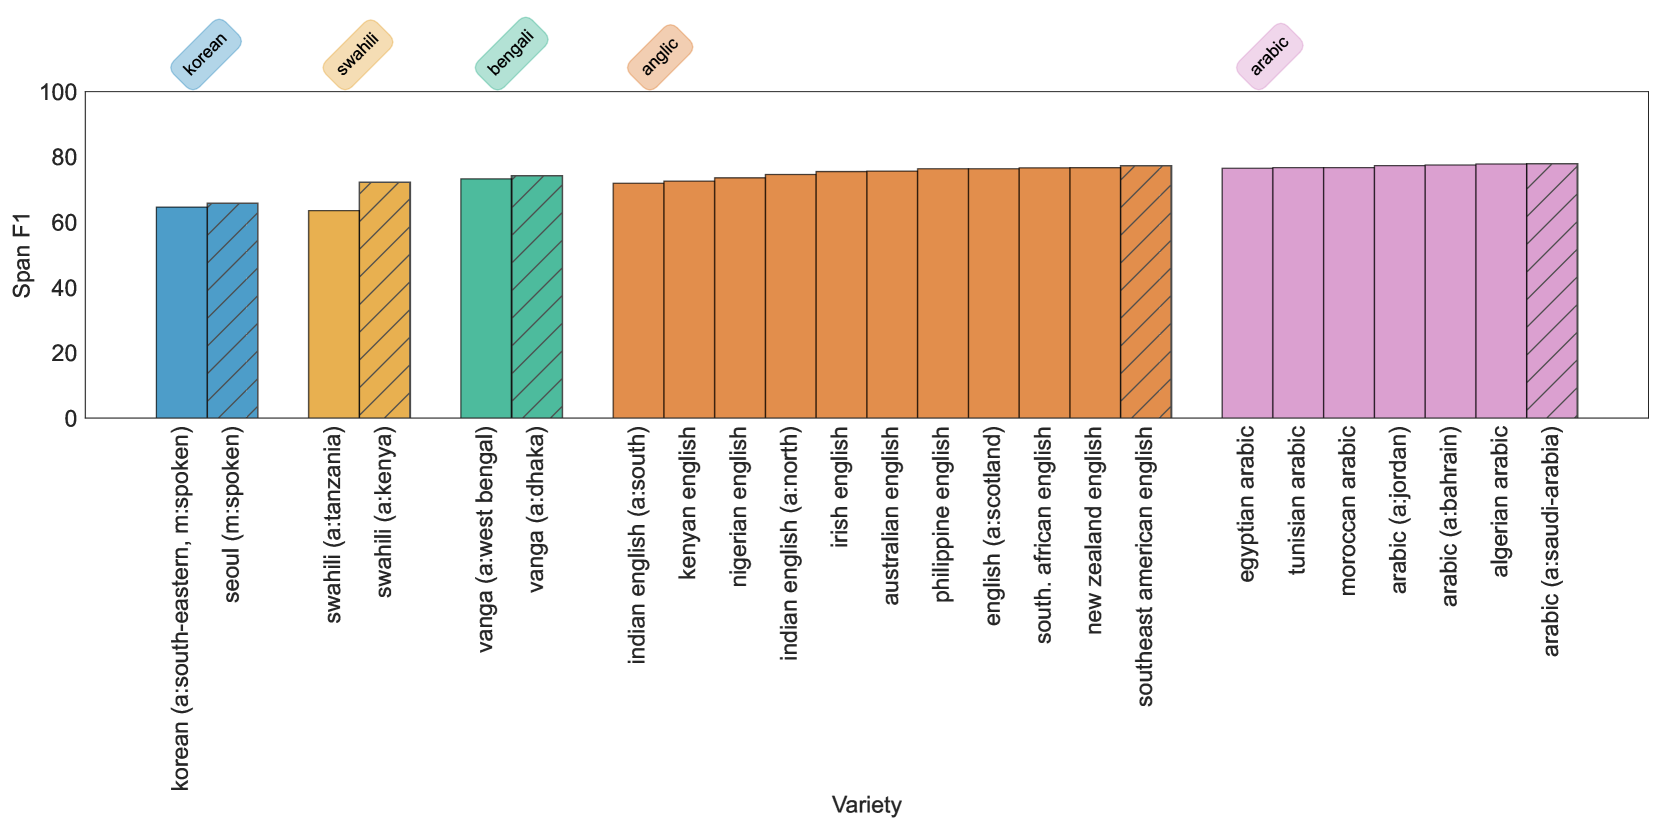 korean
swahili
bengali
anglic
arabic
100
80
60
40
20
0
Span F1
korean (a:south-eastern, m:spoken)
seoul (m:spoken)
swahili (a:tanzania)
swahili (a:kenya)
vanga (a:west bengal)
vanga (a:dhaka)
indian english (a:south)
kenyan english
nigerian english
indian english (a:north)
irish english
australian english
philippine english
english (a:scotland)
south. african english
new zealand english
southeast american english
egyptian arabic
tunisian arabic
moroccan arabic
arabic (a:jordan)
arabic (a:bahrain)
algerian arabic
arabic (a:saudi-arabia)
Variety